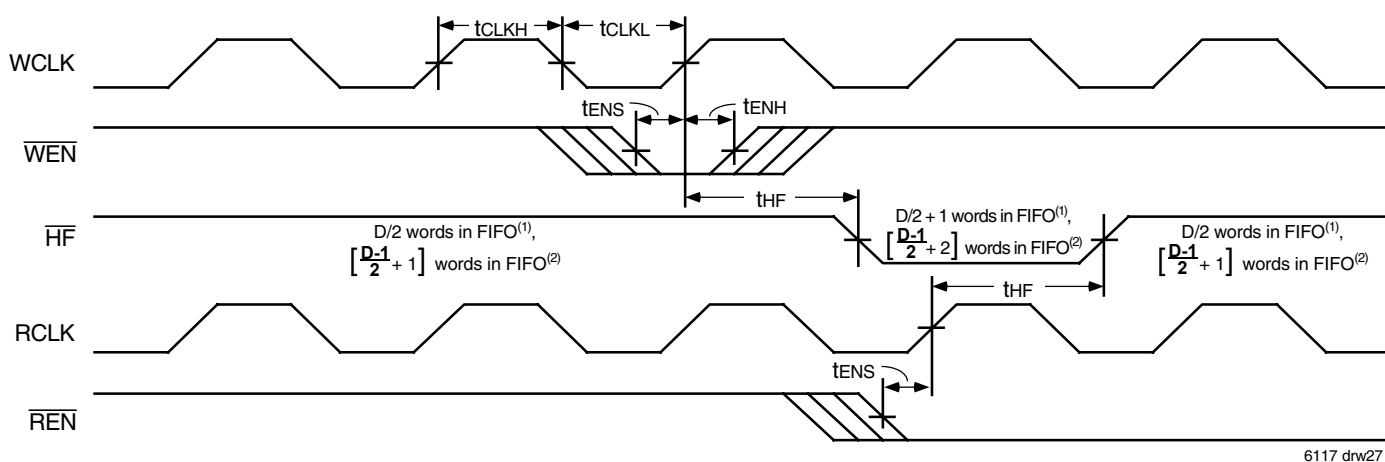 tCLKH tCLKL
WCLK
tENS tENH
WEN
tHF
HF
D/2 words in FIFO(1),
[D-1/2 + 1] words in FIFO(2)
D/2 + 1 words in FIFO(1),
[D-1/2 + 2] words in FIFO(2)
D/2 words in FIFO(1),
[D-1/2 + 1] words in FIFO(2)
tHF
RCLK
tENS
REN
6117 drw27